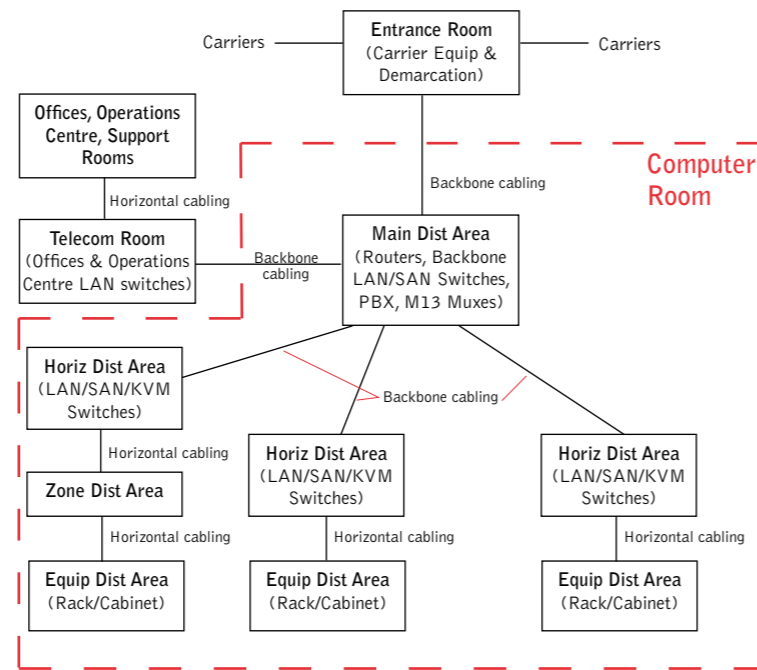 Entrance Room
(Carrier Equip &
Demarcation)
Carriers
Carriers
Offices, Operations
Centre, Support
Rooms
Computer
Room
Backbone cabling
Horizontal cabling
Telecom Room
(Offices & Operations
Centre LAN switches)
Backbone
cabling
Main Dist Area
(Routers, Backbone
LAN/SAN Switches,
PBX, M13 Muxes)
Horiz Dist Area
(LAN/SAN/KVM
Switches)
Backbone cabling
Horizontal cabling
Zone Dist Area
Horizontal cabling
Equip Dist Area
(Rack/Cabinet)
Horiz Dist Area
(LAN/SAN/KVM
Switches)
Horizontal cabling
Equip Dist Area
(Rack/Cabinet)
Horiz Dist Area
(LAN/SAN/KVM
Switches)
Horizontal cabling
Equip Dist Area
(Rack/Cabinet)